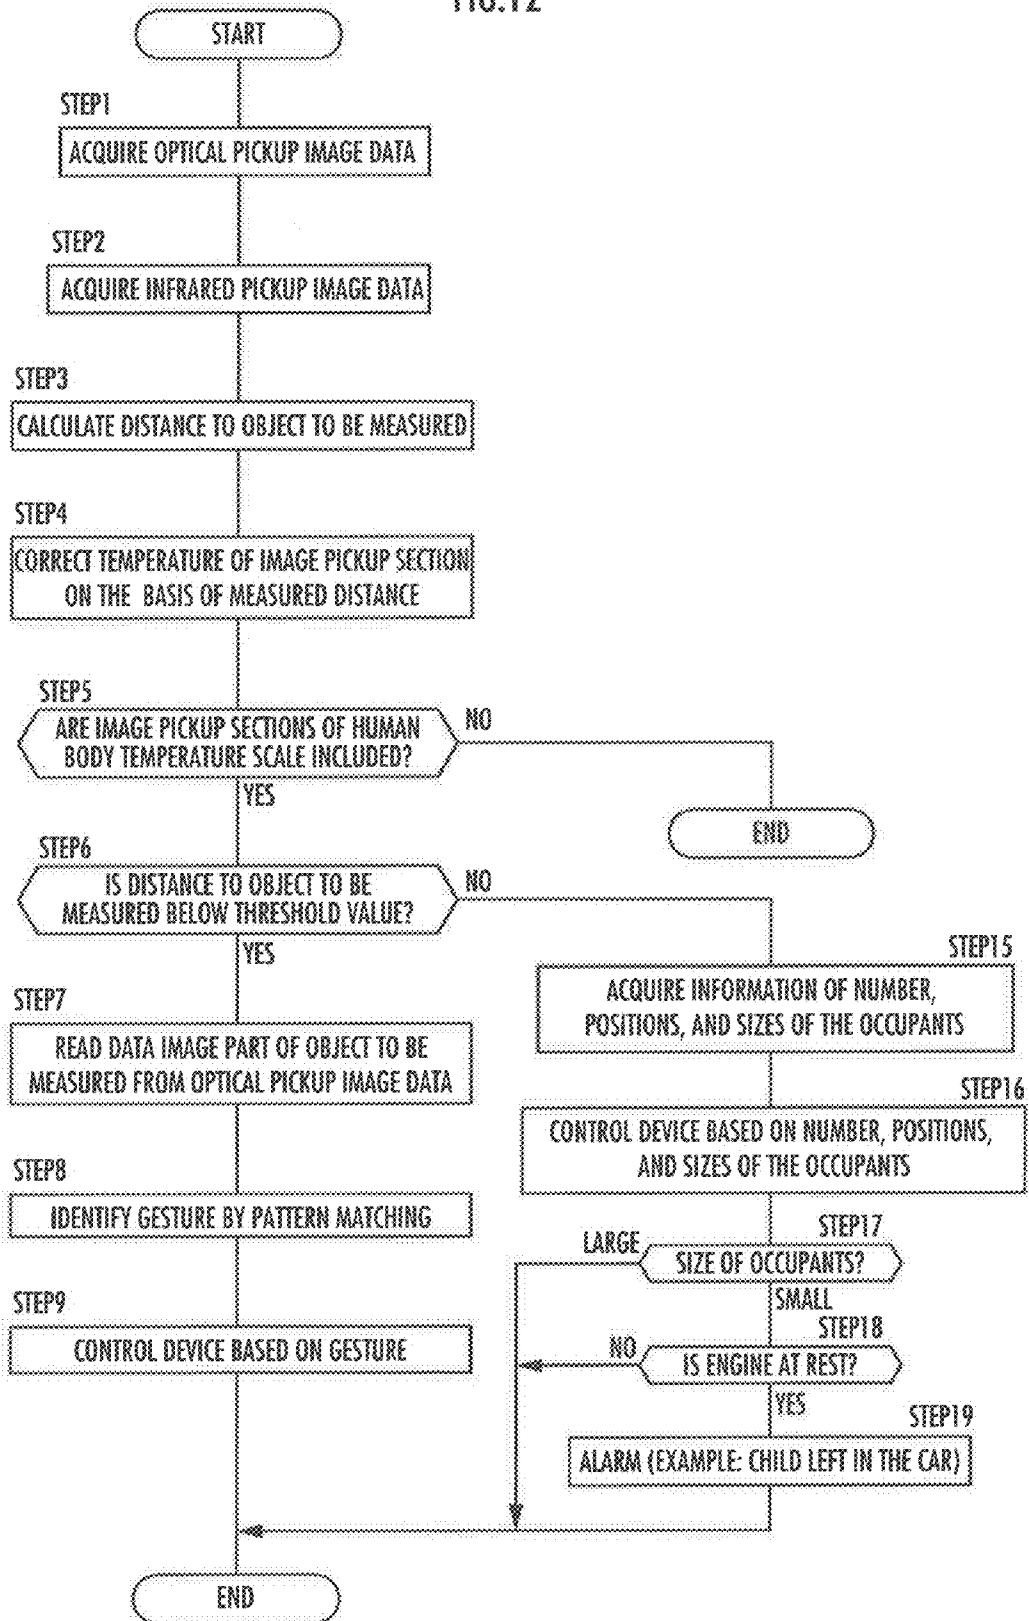 FIG.12
START
STEP1
ACQUIRE OPTICAL PICKUP IMAGE DATA
STEP2
ACQUIRE INFRARED PICKUP IMAGE DATA
STEP3
CALCULATE DISTANCE TO OBJECT TO BE MEASURED
STEP4
CORRECT TEMPERATURE OF IMAGE PICKUP SECTION
ON THE BASIS OF MEASURED DISTANCE
STEP5
ARE IMAGE PICKUP SECTIONS OF HUMAN
BODY TEMPERATURE SCALE INCLUDED?
NO
YES
END
STEP6
IS DISTANCE TO OBJECT TO BE
MEASURED BELOW THRESHOLD VALUE?
NO
YES
STEP7
READ DATA IMAGE PART OF OBJECT TO BE
MEASURED FROM OPTICAL PICKUP IMAGE DATA
STEP8
IDENTIFY GESTURE BY PATTERN MATCHING
STEP9
CONTROL DEVICE BASED ON GESTURE
STEP15
ACQUIRE INFORMATION OF NUMBER,
POSITIONS, AND SIZES OF THE OCCUPANTS
STEP16
CONTROL DEVICE BASED ON NUMBER, POSITIONS,
AND SIZES OF THE OCCUPANTS
STEP17
LARGE
SIZE OF OCCUPANTS?
SMALL
STEP18
NO
IS ENGINE AT REST?
YES
STEP19
ALARM (EXAMPLE: CHILD LEFT IN THE CAR)
END